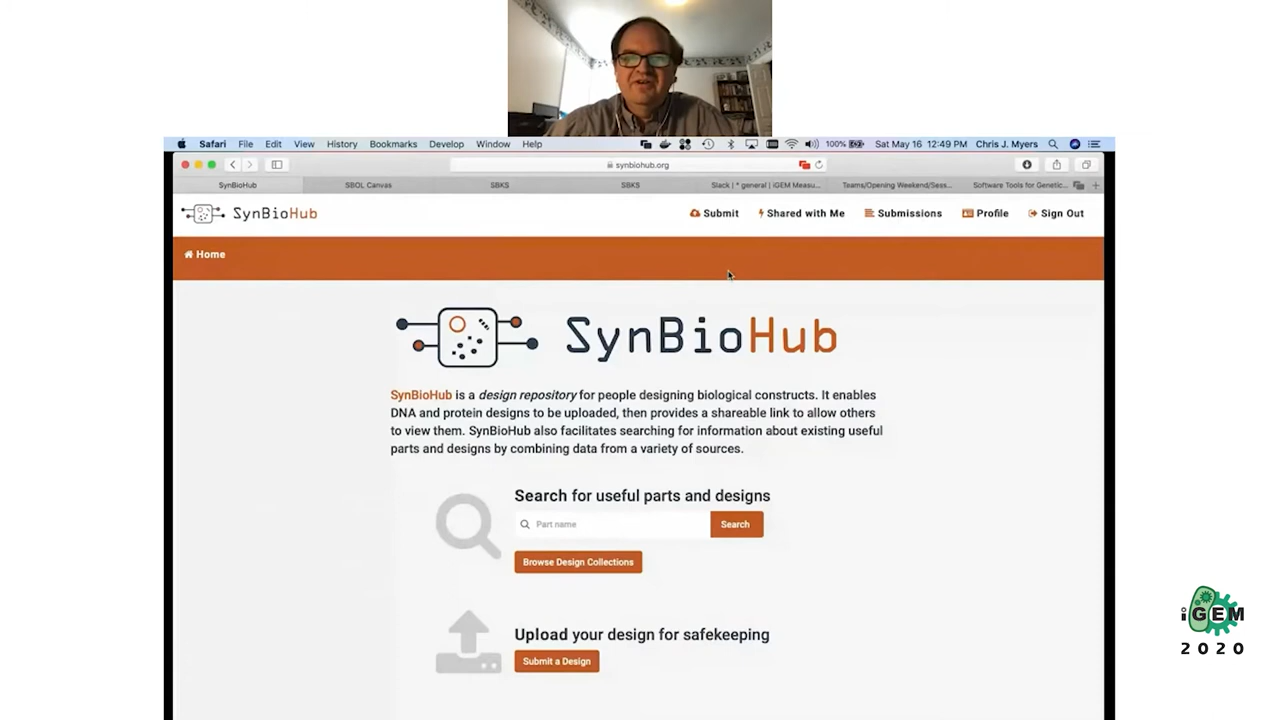 Safari File Edit View History Bookmarks Develop Window Help 100% Sat May 16 12:49 PM Chris J. Myers
synbiohub.org
SynBioHub SBOL Canvas SBKS SBKS Slack | * general | iGEM Measu... Teams/Opening Weekend/Sess... Software Tools for Genetic...
SynBioHub Submit Shared with Me Submissions Profile Sign Out
Home
SynBioHub
SynBioHub is a design repository for people designing biological constructs. It enables
DNA and protein designs to be uploaded, then provides a shareable link to allow others
to view them. SynBioHub also facilitates searching for information about existing useful
parts and designs by combining data from a variety of sources.
Search for useful parts and designs
Part name Search
Browse Design Collections
Upload your design for safekeeping
Submit a Design
iGEM
2020